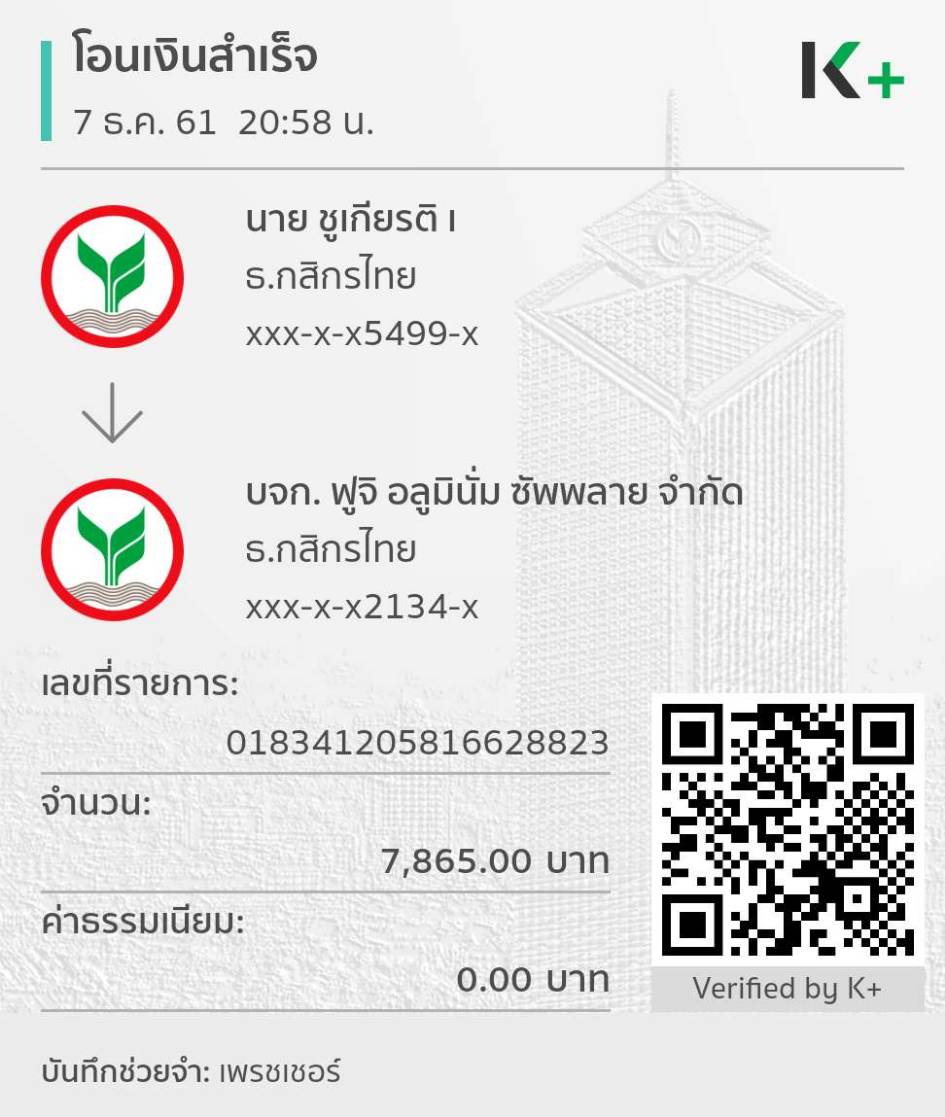 โอนเงินสำเร็จ
7 ธ.ค. 61 20:58 น.
K+
นาย ชูเกียรติ เ
ธ.กสิกรไทย
xxx-x-x5499-x
บจก. ฟูจิ อลูมินั่ม ซัพพลาย จำกัด
ธ.กสิกรไทย
xxx-x-x2134-x
เลขที่รายการ:
018341205816628823
จำนวน:
7,865.00 บาท
ค่าธรรมเนียม:
0.00 บาท
Verified by K+
บันทึกช่วยจำ: เพรชเชอร์